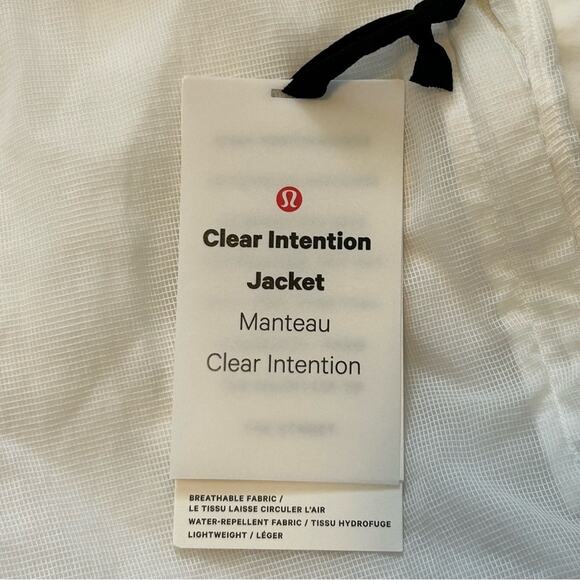 Clear Intention
Jacket
Manteau
Clear Intention
BREATHABLE FABRIC /
LE TISSU LAISSE CIRCULER L'AIR
WATER-REPELLENT FABRIC / TISSU HYDROFUGE
LIGHTWEIGHT / LÉGER